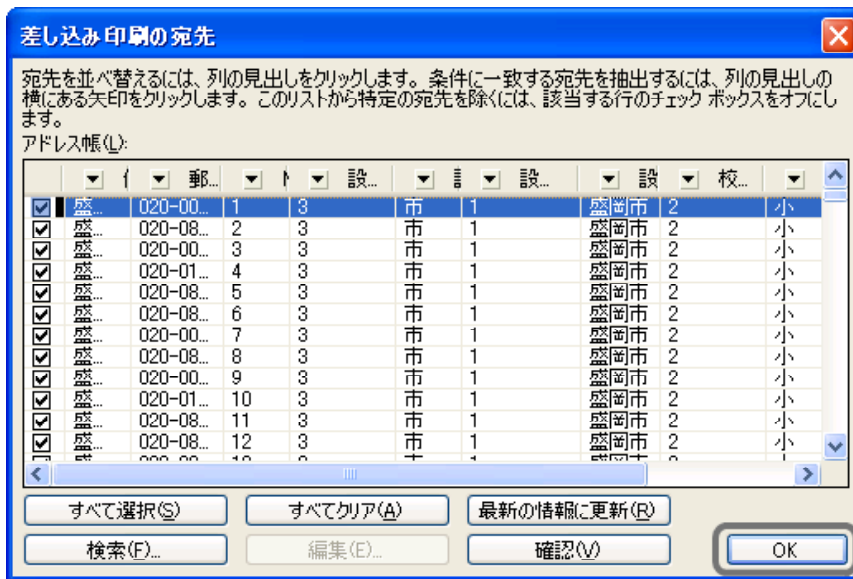 差し込み印刷の宛先
宛先を並べ替えるには、列の見出しをクリックします。条件に一致する宛先を抽出するには、列の見出しの
横にある矢印をクリックします。このリストから特定の宛先を除くには、該当する行のチェック ボックスをオフにし
ます。
アドレス帳(L):
郵... 設... 設... 設 校...
盛... 020-00... 1 3 市 1 盛岡市 2 小
盛... 020-08... 2 3 市 1 盛岡市 2 小
盛... 020-00... 3 3 市 1 盛岡市 2 小
盛... 020-01... 4 3 市 1 盛岡市 2 小
盛... 020-08... 5 3 市 1 盛岡市 2 小
盛... 020-08... 6 3 市 1 盛岡市 2 小
盛... 020-00... 7 3 市 1 盛岡市 2 小
盛... 020-08... 8 3 市 1 盛岡市 2 小
盛... 020-00... 9 3 市 1 盛岡市 2 小
盛... 020-01... 10 3 市 1 盛岡市 2 小
盛... 020-08... 11 3 市 1 盛岡市 2 小
盛... 020-08... 12 3 市 1 盛岡市 2 小
すべて選択(S) すべてクリア(A) 最新の情報に更新(R)
検索(F)... 編集(E)... 確認(V) OK